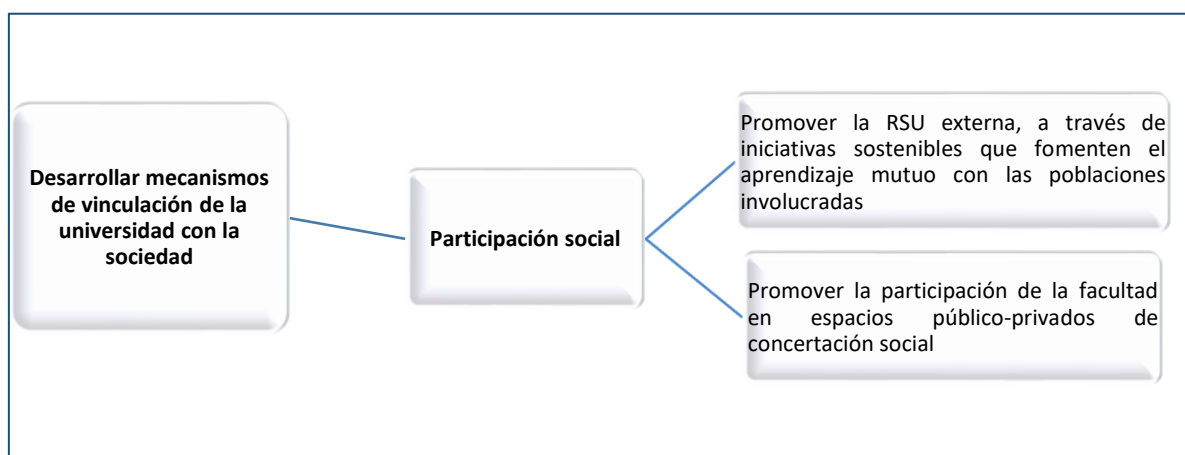 Desarrollar mecanismos
de vinculación de la
universidad con la
sociedad
Participación social
Promover la RSU externa, a través de
iniciativas sostenibles que fomenten el
aprendizaje mutuo con las poblaciones
involucradas
Promover la participación de la facultad
en espacios público-privados de
concertación social